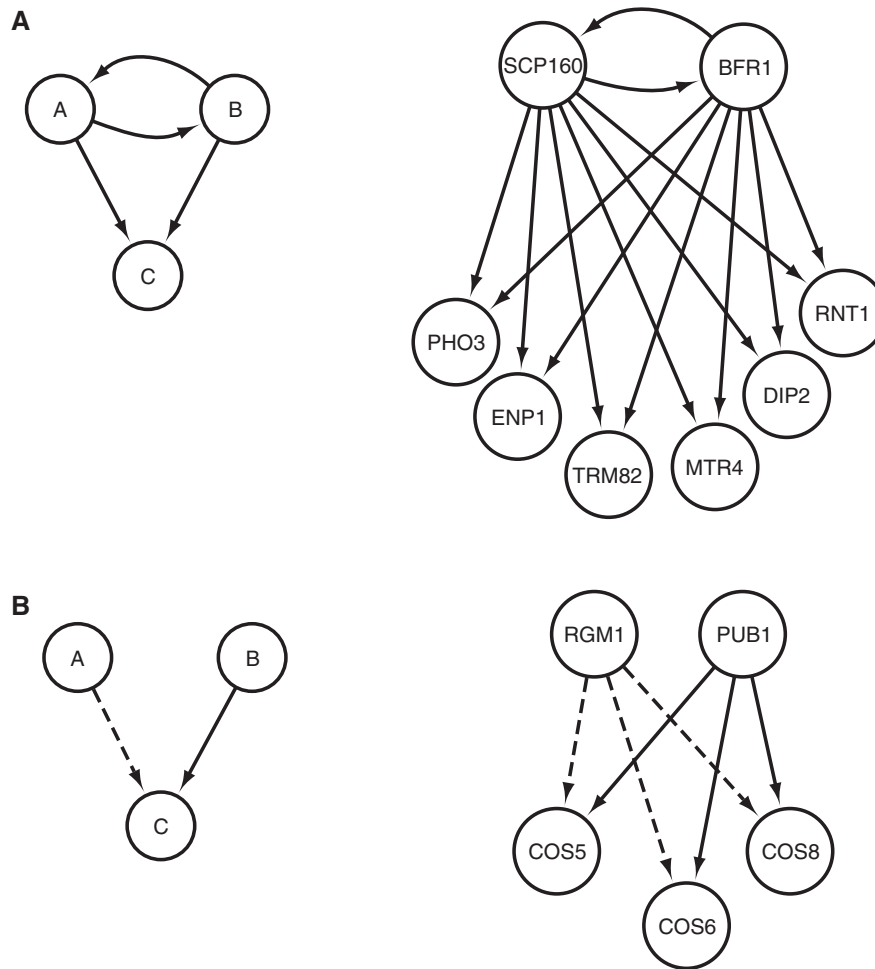 A
A
B
C
SCP160
BFR1
PHO3
ENP1
TRM82
MTR4
DIP2
RNT1
B
A
B
C
RGM1
PUB1
COS5
COS6
COS8